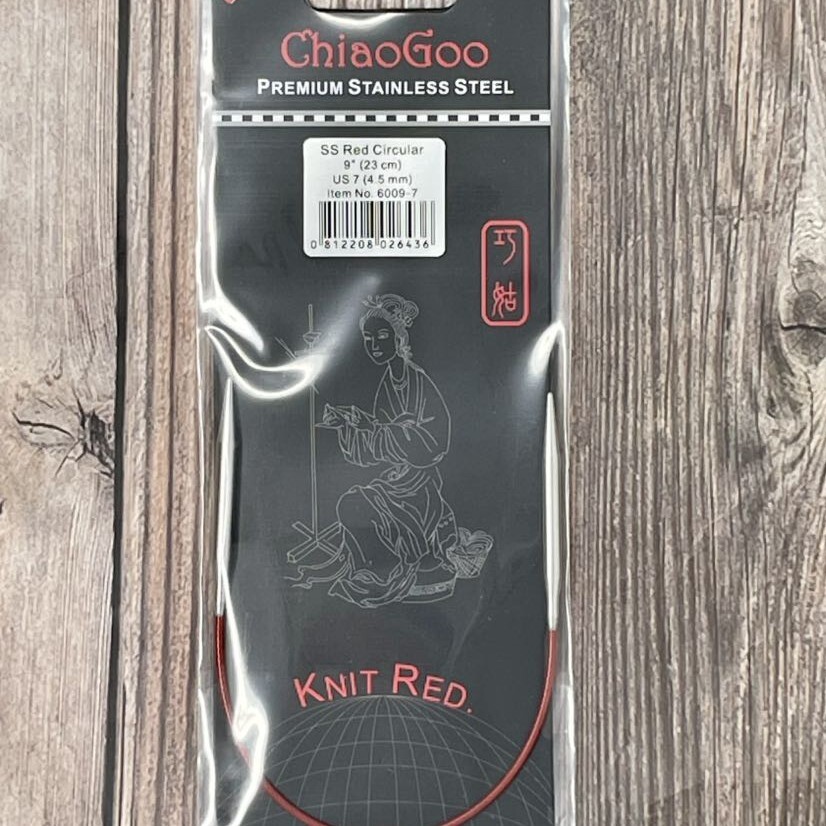 ChiaoGoo
PREMIUM STAINLESS STEEL
SS Red Circular
9" (23 cm)
US 7 (4.5 mm)
Item No. 6009-7
0 812208 026436
巧
姑
KNIT RED.